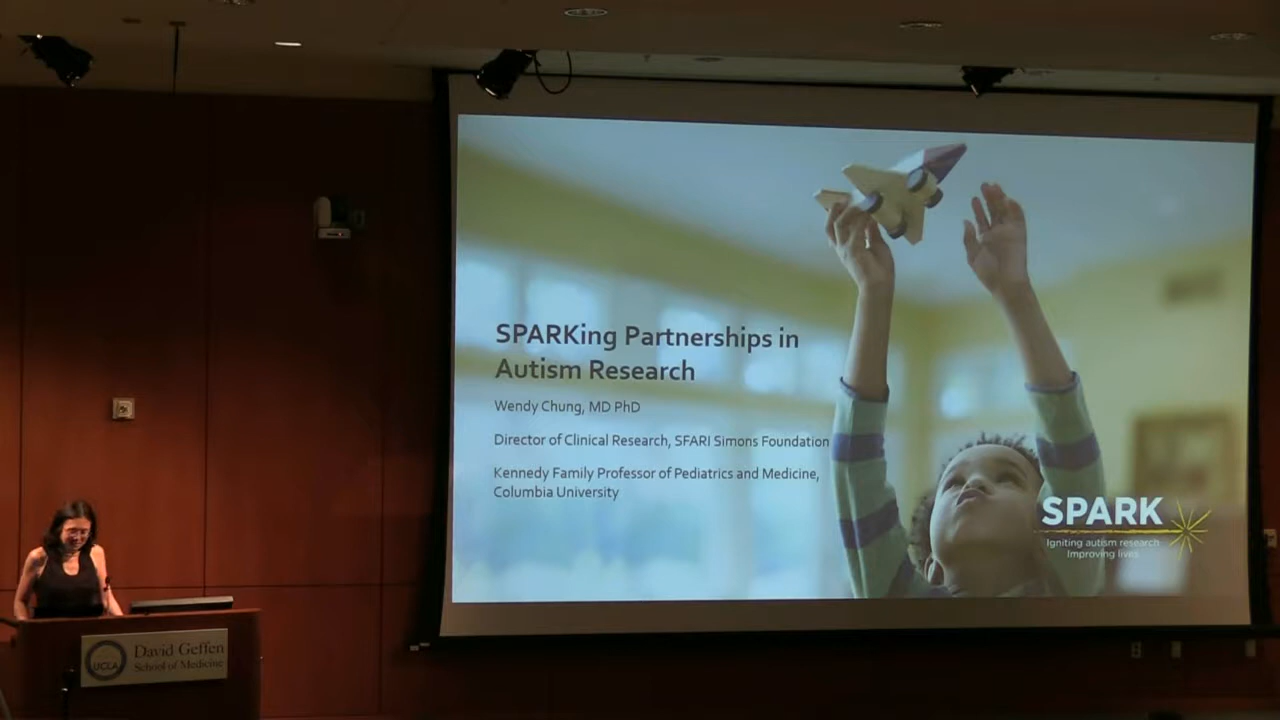 SPARKing Partnerships in
Autism Research
Wendy Chung, MD PhD
Director of Clinical Research, SFARI Simons Foundation
Kennedy Family Professor of Pediatrics and Medicine,
Columbia University
SPARK
Igniting autism research
Improving lives
UCLA
David Geffen
School of Medicine